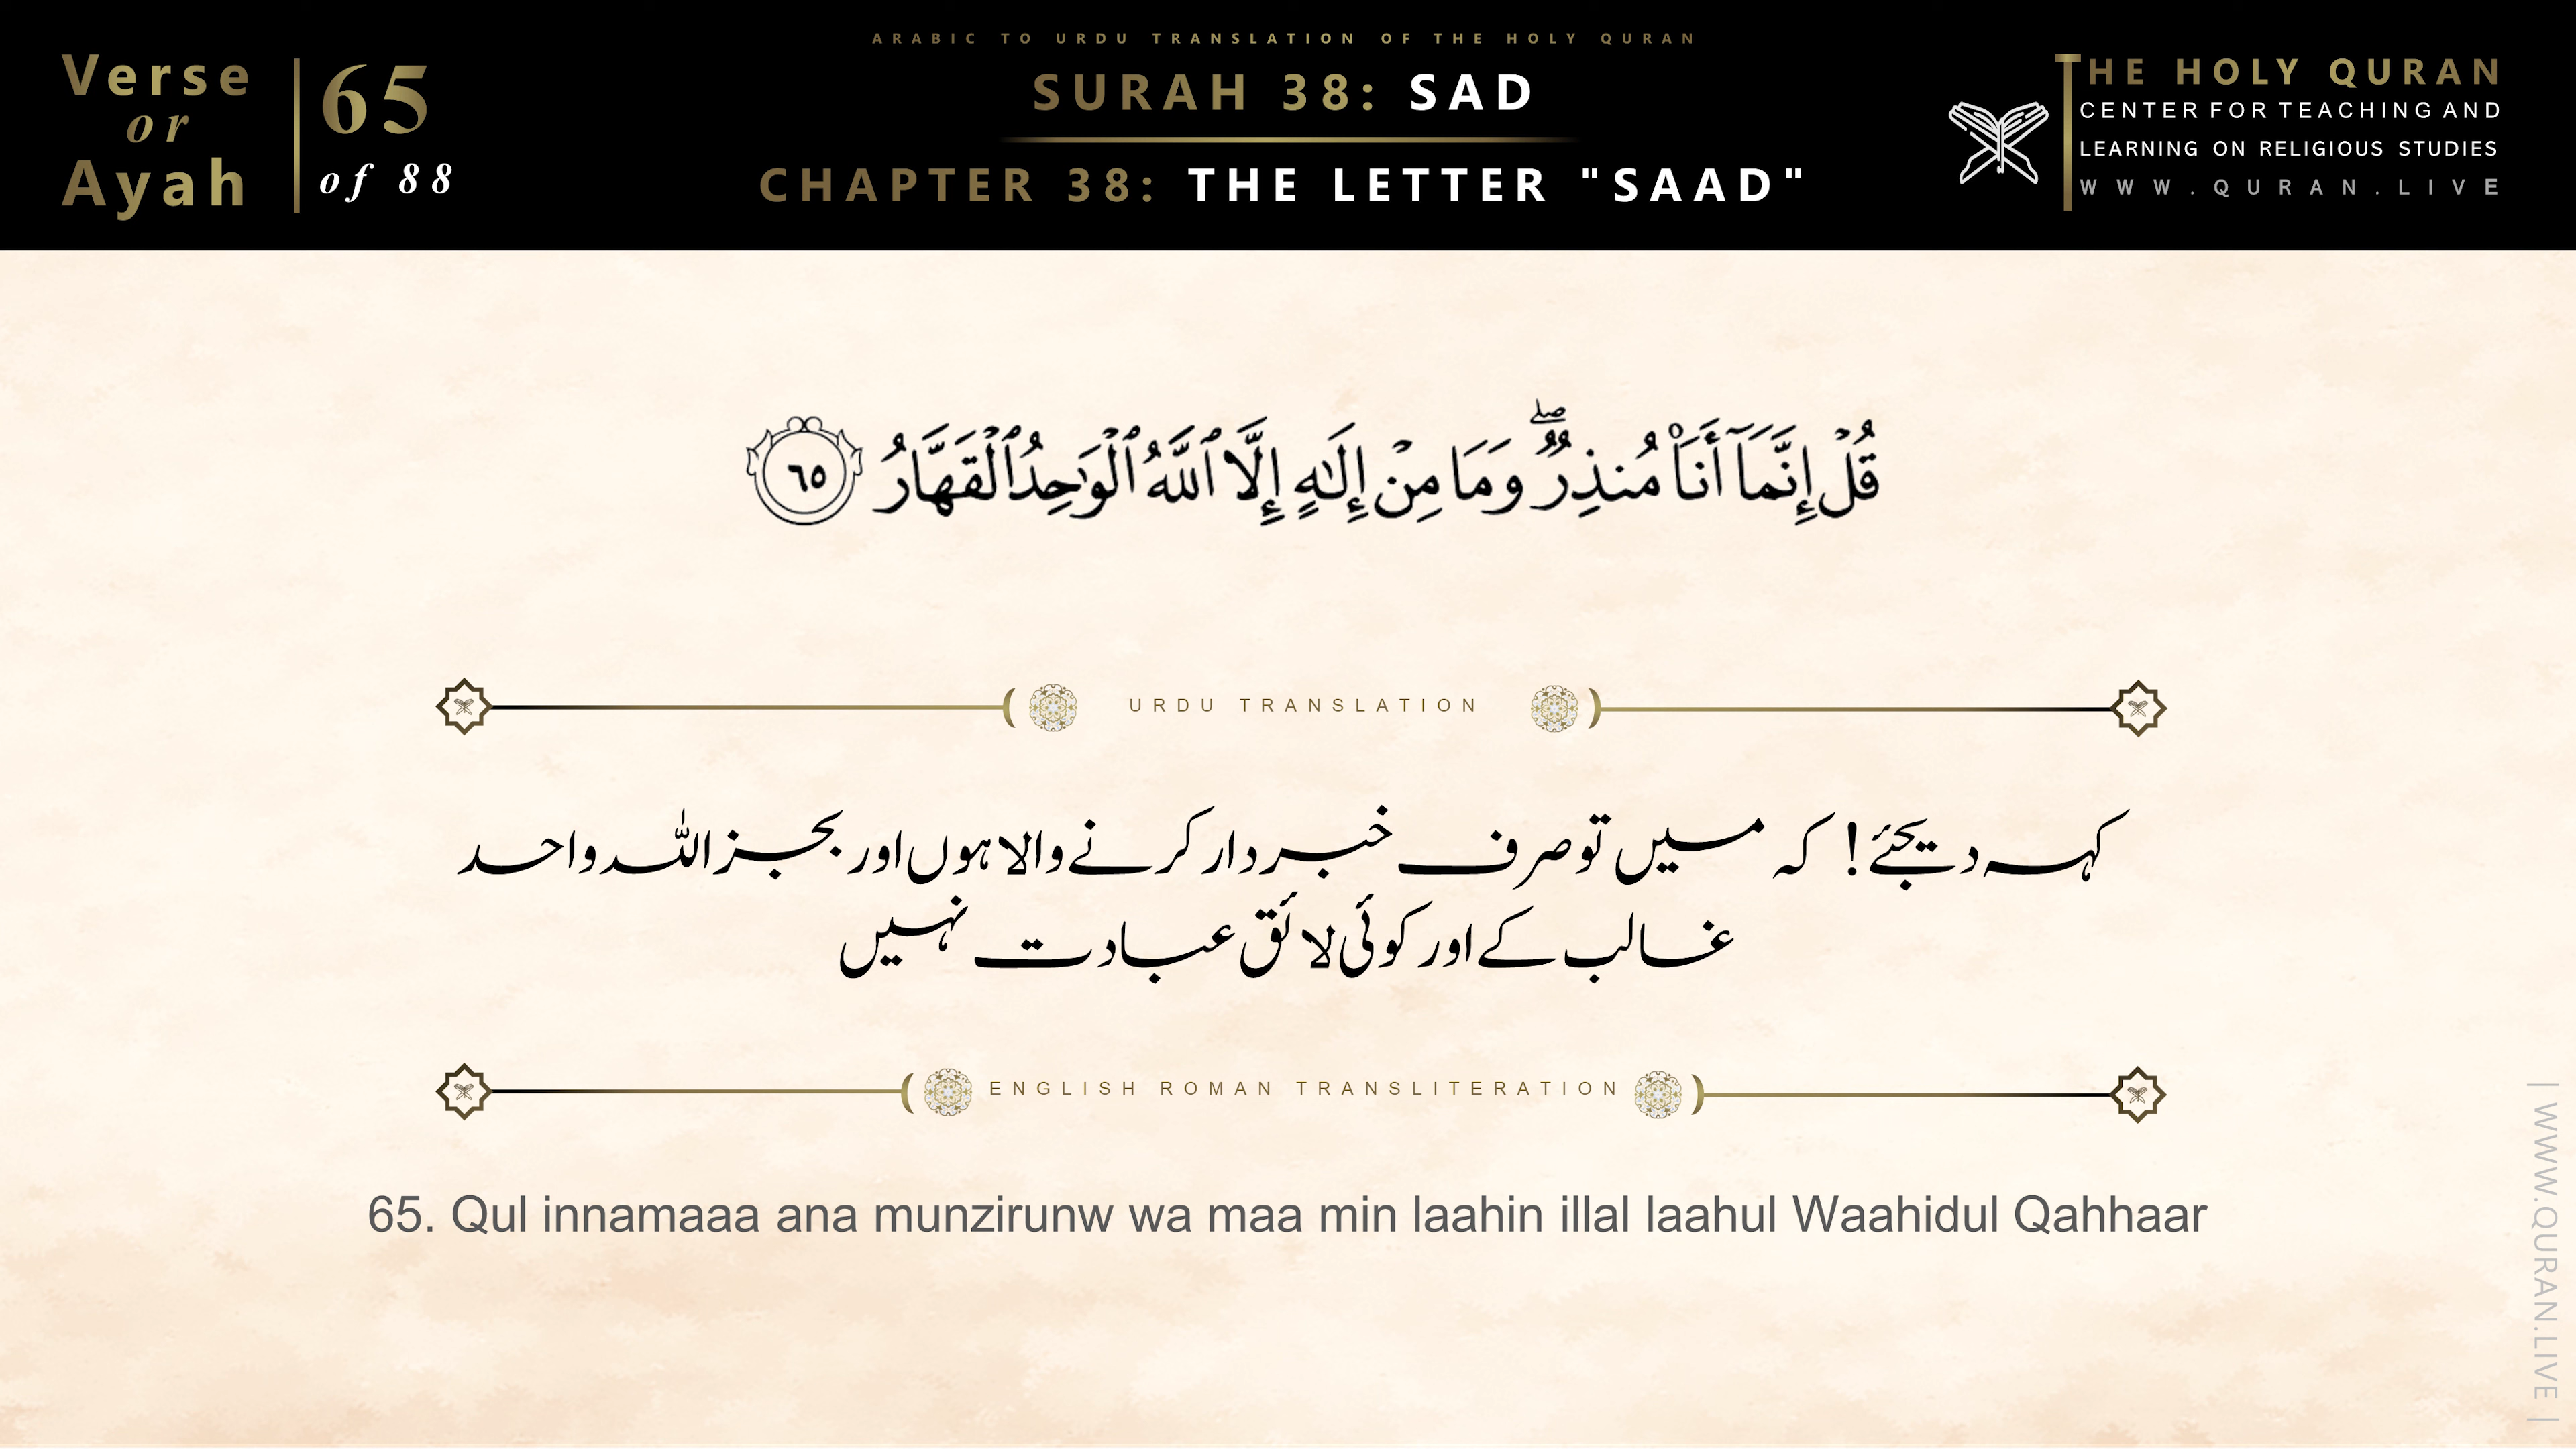 ARABIC TO URDU TRANSLATION OF THE HOLY QURAN
Verse
or
Ayah
65
of 88
SURAH 38: SAD
CHAPTER 38: THE LETTER "SAAD"
THE HOLY QURAN
CENTER FOR TEACHING AND
LEARNING ON RELIGIOUS STUDIES
WWW.QURAN.LIVE
قُلْ إِنَّمَآ أَنَا۠ مُنذِرٌۭ ۖ وَمَا مِنْ إِلَـٰهٍ إِلَّا ٱللَّهُ ٱلْوَٰحِدُ ٱلْقَهَّارُ ٦٥
URDU TRANSLATION
کہہ دیجئے! کہ میں تو صرف خبردار کرنے والا ہوں اور بجز اللہ واحد
غالب کے اور کوئی لائق عبادت نہیں
ENGLISH ROMAN TRANSLITERATION
65. Qul innamaaa ana munzirunw wa maa min laahin illal laahul Waahidul Qahhaar
| WWW.QURAN.LIVE |